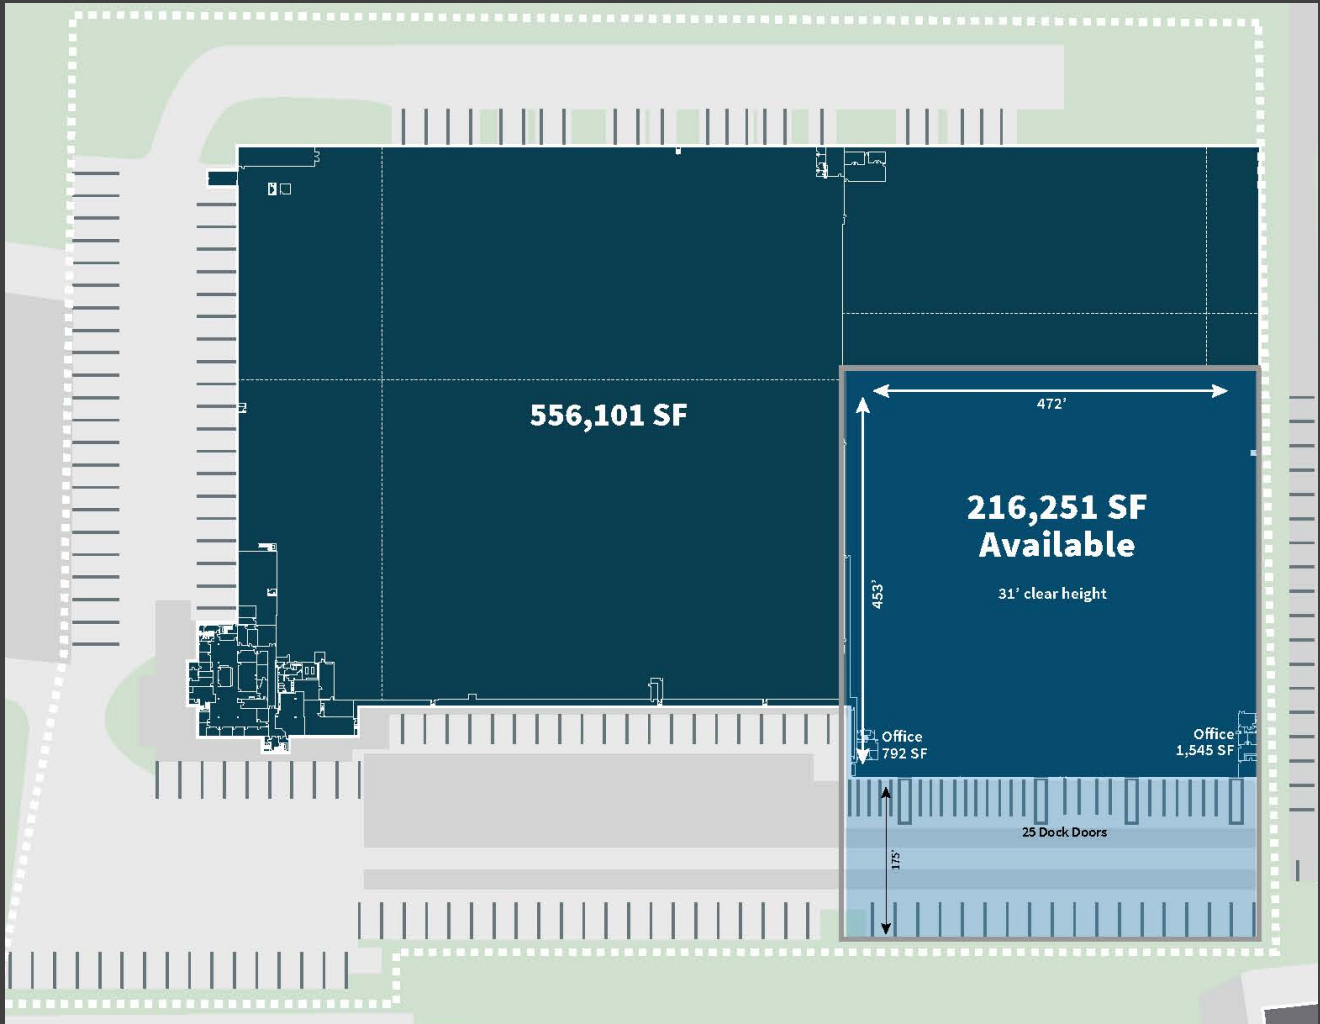 472’
556,101 SF
216,251 SF
Available
31’ clear height
453’
Office
792 SF
Office
1,545 SF
25 Dock Doors
175’